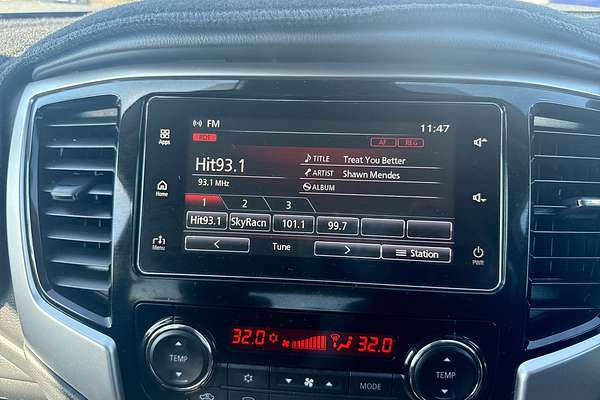 FM
11:47
RDS
AF REG
Apps
Hit93.1
TITLE Treat You Better
ARTIST Shawn Mendes
93.1 MHz
ALBUM
Home
1 2 3
Hit93.1 SkyRacn 101.1 99.7
Menu
Tune
Station
PWR
32.0 32.0
TEMP
TEMP
MODE